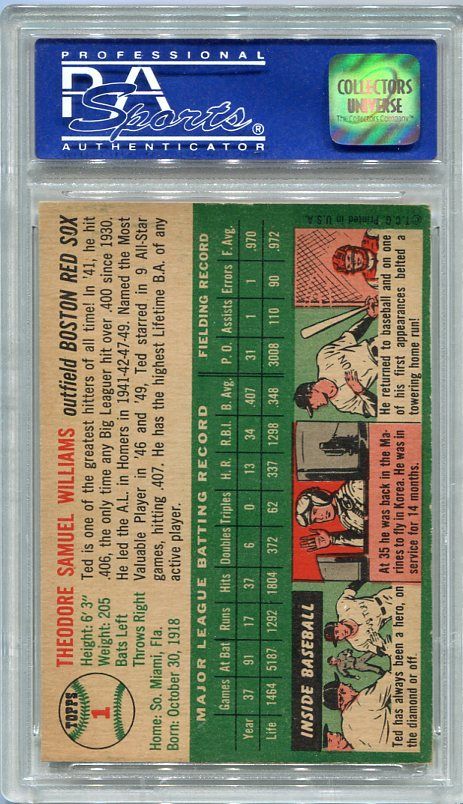 PROFESSIONAL
PSA
Sports®
AUTHENTICATOR
COLLECTORS
UNIVERSE
The Collectors Company™
TOPPS
1
THEODORE SAMUEL WILLIAMS outfield BOSTON RED SOX
Height: 6' 3"
Weight: 205
Bats Left
Throws Right
Home: So. Miami, Fla.
Born: October 30, 1918
Ted is one of the greatest hitters of all time! In '41, he hit
.406, the only time any Big Leaguer hit over .400 since 1930.
He led the A.L. in Homers in 1941-42-47-49. Named the Most
Valuable Player in '46 and '49, Ted starred in 9 All-Star
games, hitting .407. He has the highest Lifetime B.A. of any
active player.
MAJOR LEAGUE BATTING RECORD FIELDING RECORD
Games At Bat Runs Hits Doubles Triples H. R. R.B.I. B. Avg. P. O. Assists Errors F. Avg.
Year 37 91 17 37 6 0 13 34 .407 31 1 1 .970
Life 1464 5187 1292 1804 372 62 337 1298 .348 3008 110 90 .972
INSIDE BASEBALL
Ted has always been a hero, on
the diamond or off.
At 35 he was back in the Ma-
rines to fly in Korea. He was in
service for 14 months.
He returned to baseball and on one
of his first appearances belted a
towering home run!
© T. C. G. Printed in U. S. A.